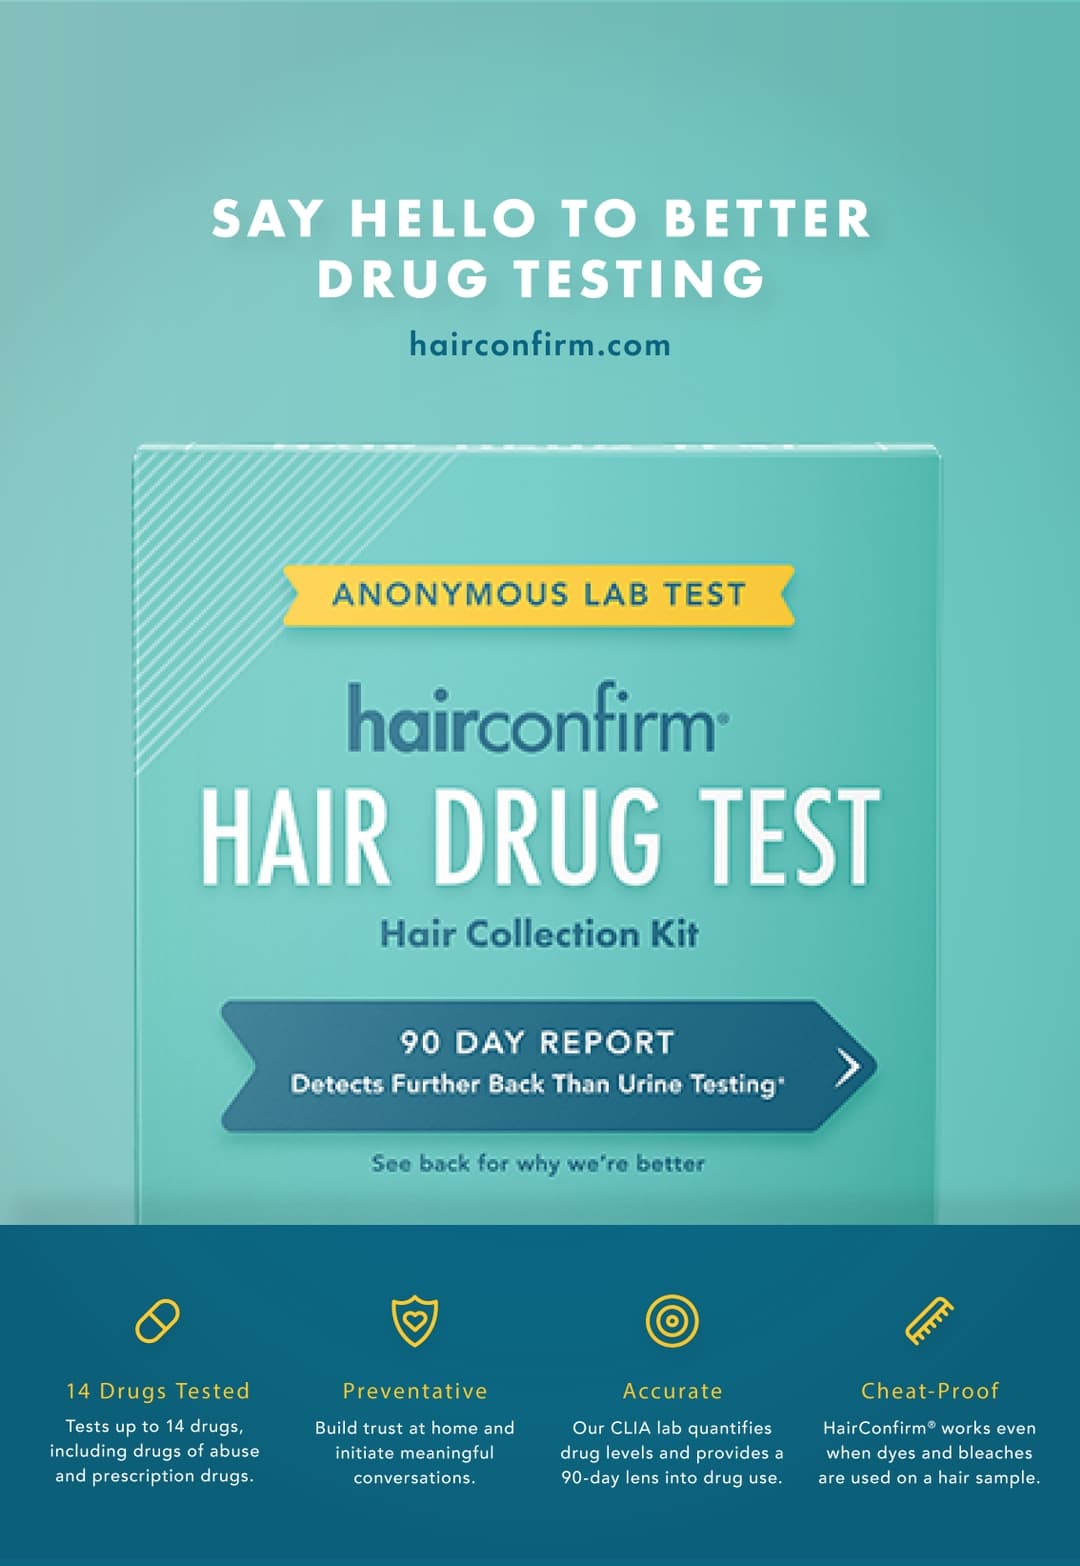 SAY HELLO TO BETTER
DRUG TESTING
hairconfirm.com
ANONYMOUS LAB TEST
hairconfirm®
HAIR DRUG TEST
Hair Collection Kit
90 DAY REPORT
Detects Further Back Than Urine Testing*
See back for why we're better
14 Drugs Tested
Tests up to 14 drugs,
including drugs of abuse
and prescription drugs.
Preventative
Build trust at home and
initiate meaningful
conversations.
Accurate
Our CLIA lab quantifies
drug levels and provides a
90-day lens into drug use.
Cheat-Proof
HairConfirm® works even
when dyes and bleaches
are used on a hair sample.